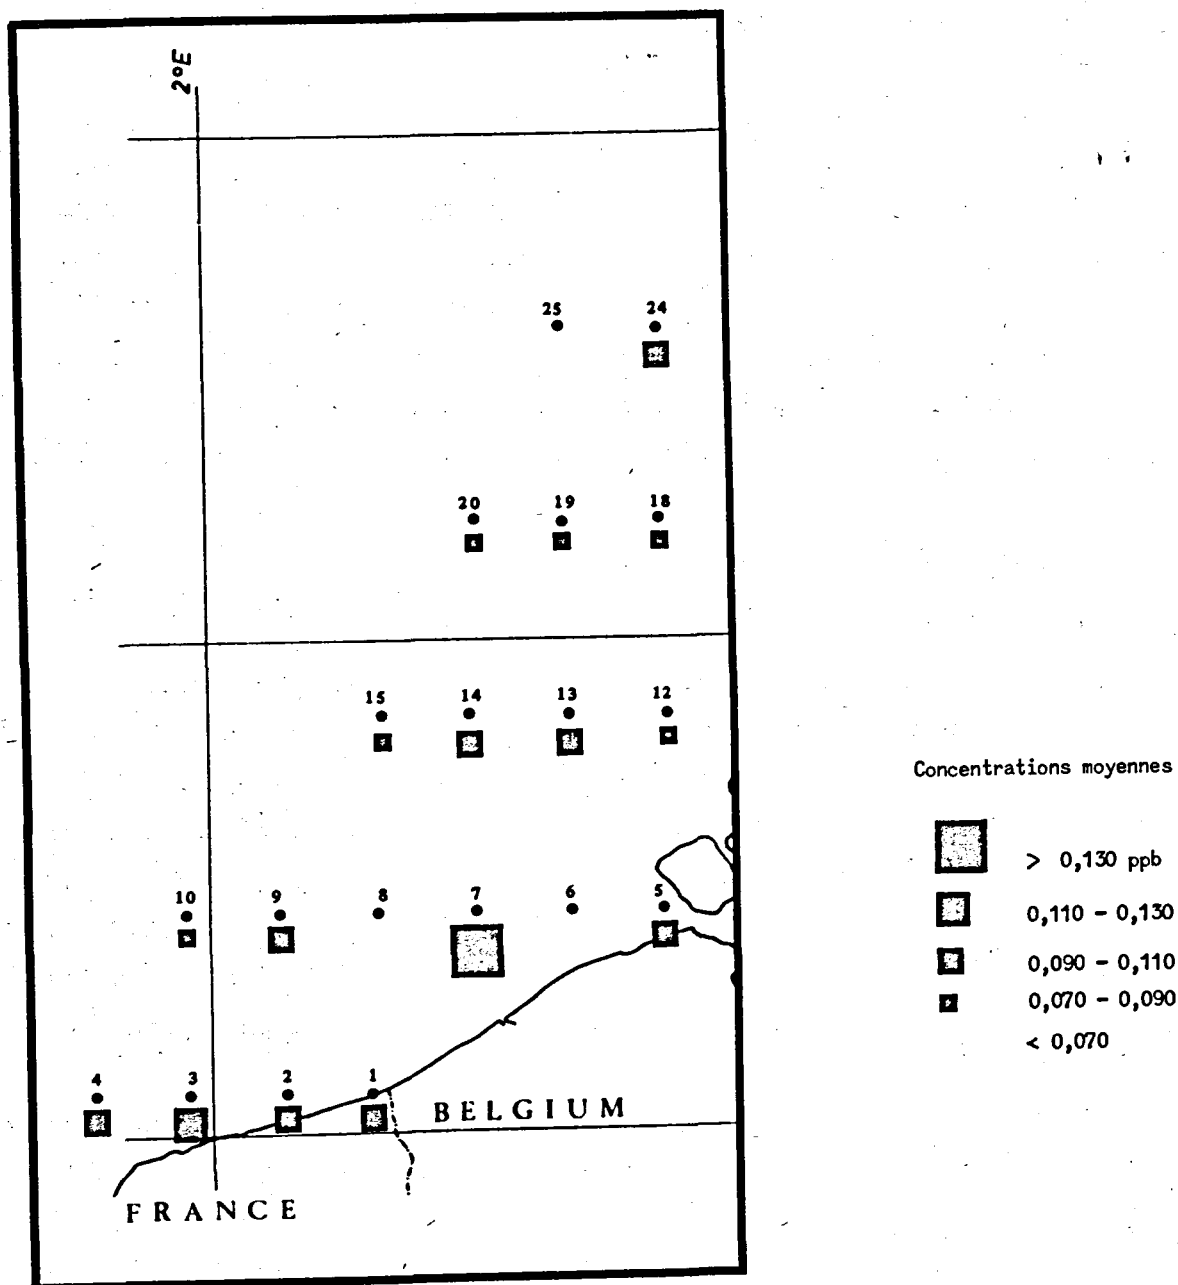 2°E
25 24
20 19 18
15 14 13 12
10 9 8 7 6 5
4 3 2 1
BELGIUM
FRANCE
Concentrations moyennes
> 0,130 ppb
0,110 - 0,130
0,090 - 0,110
0,070 - 0,090
< 0,070